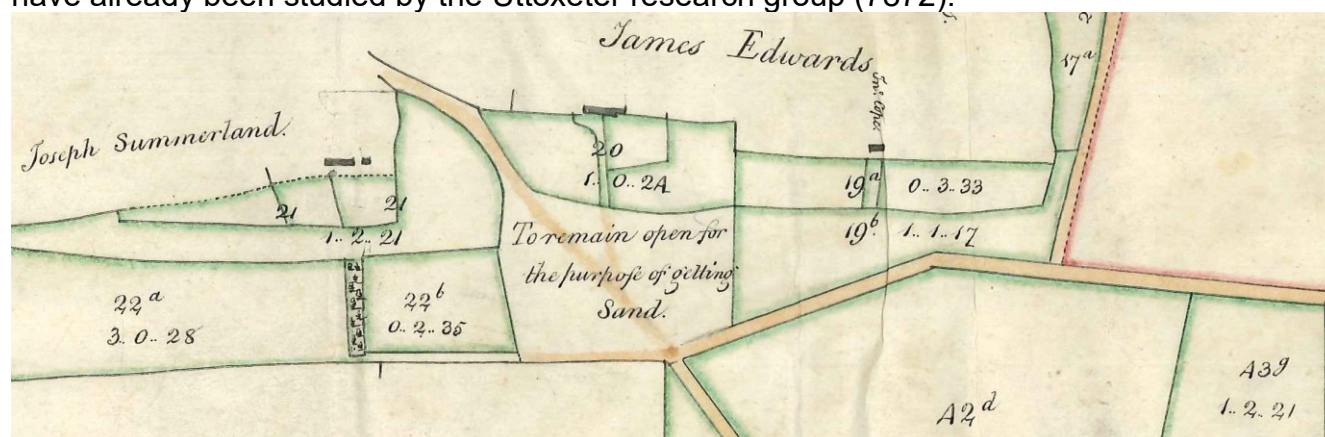 have already been studied by the Uttoxeter research group (7872).
James Edwards
Joseph Summerland.
17a
20
1.. 0.. 24
19a
0.. 3.. 33
21
21
1.. 2.. 21
19b.
1.. 1.. 17
To remain open for
the purpose of getting
Sand.
22a
3.. 0.. 28
22b
0.. 2.. 35
A2d
A39
1.. 2.. 21